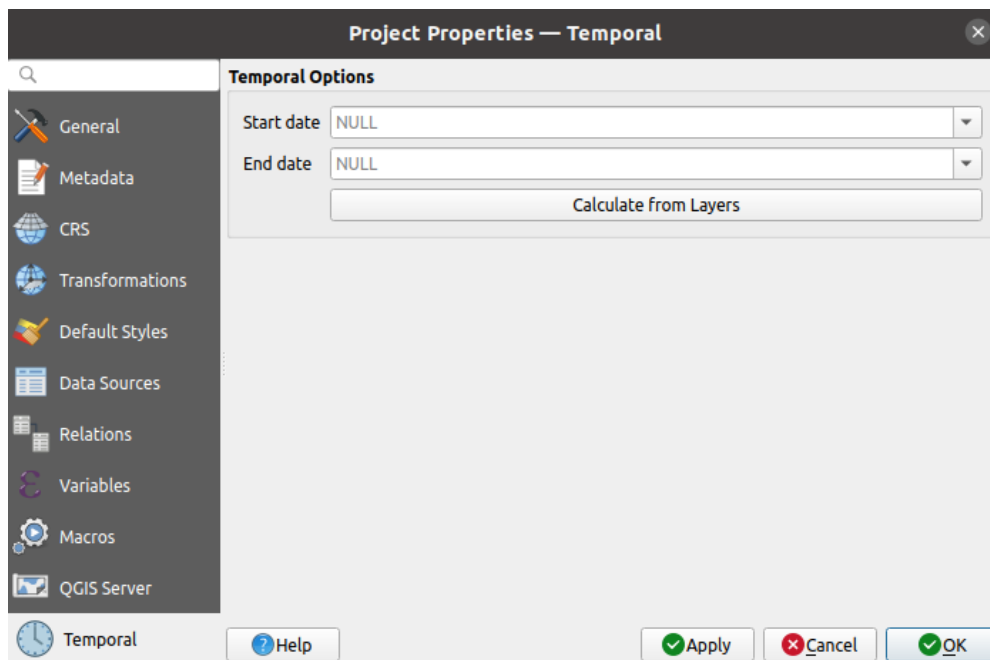 Project Properties — Temporal
Temporal Options
Start date NULL
End date NULL
Calculate from Layers
General
Metadata
CRS
Transformations
Default Styles
Data Sources
Relations
Variables
Macros
QGIS Server
Temporal
Help Apply Cancel OK